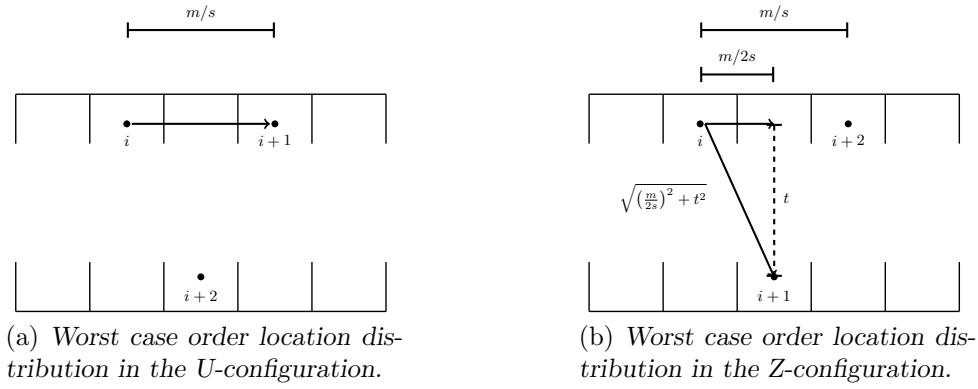 m/s
m/s
m/2s
i
i + 1
i
i + 2
√((m/2s)² + t²)
t
i + 2
i + 1
(a) Worst case order location dis-
tribution in the U-configuration.
(b) Worst case order location dis-
tribution in the Z-configuration.